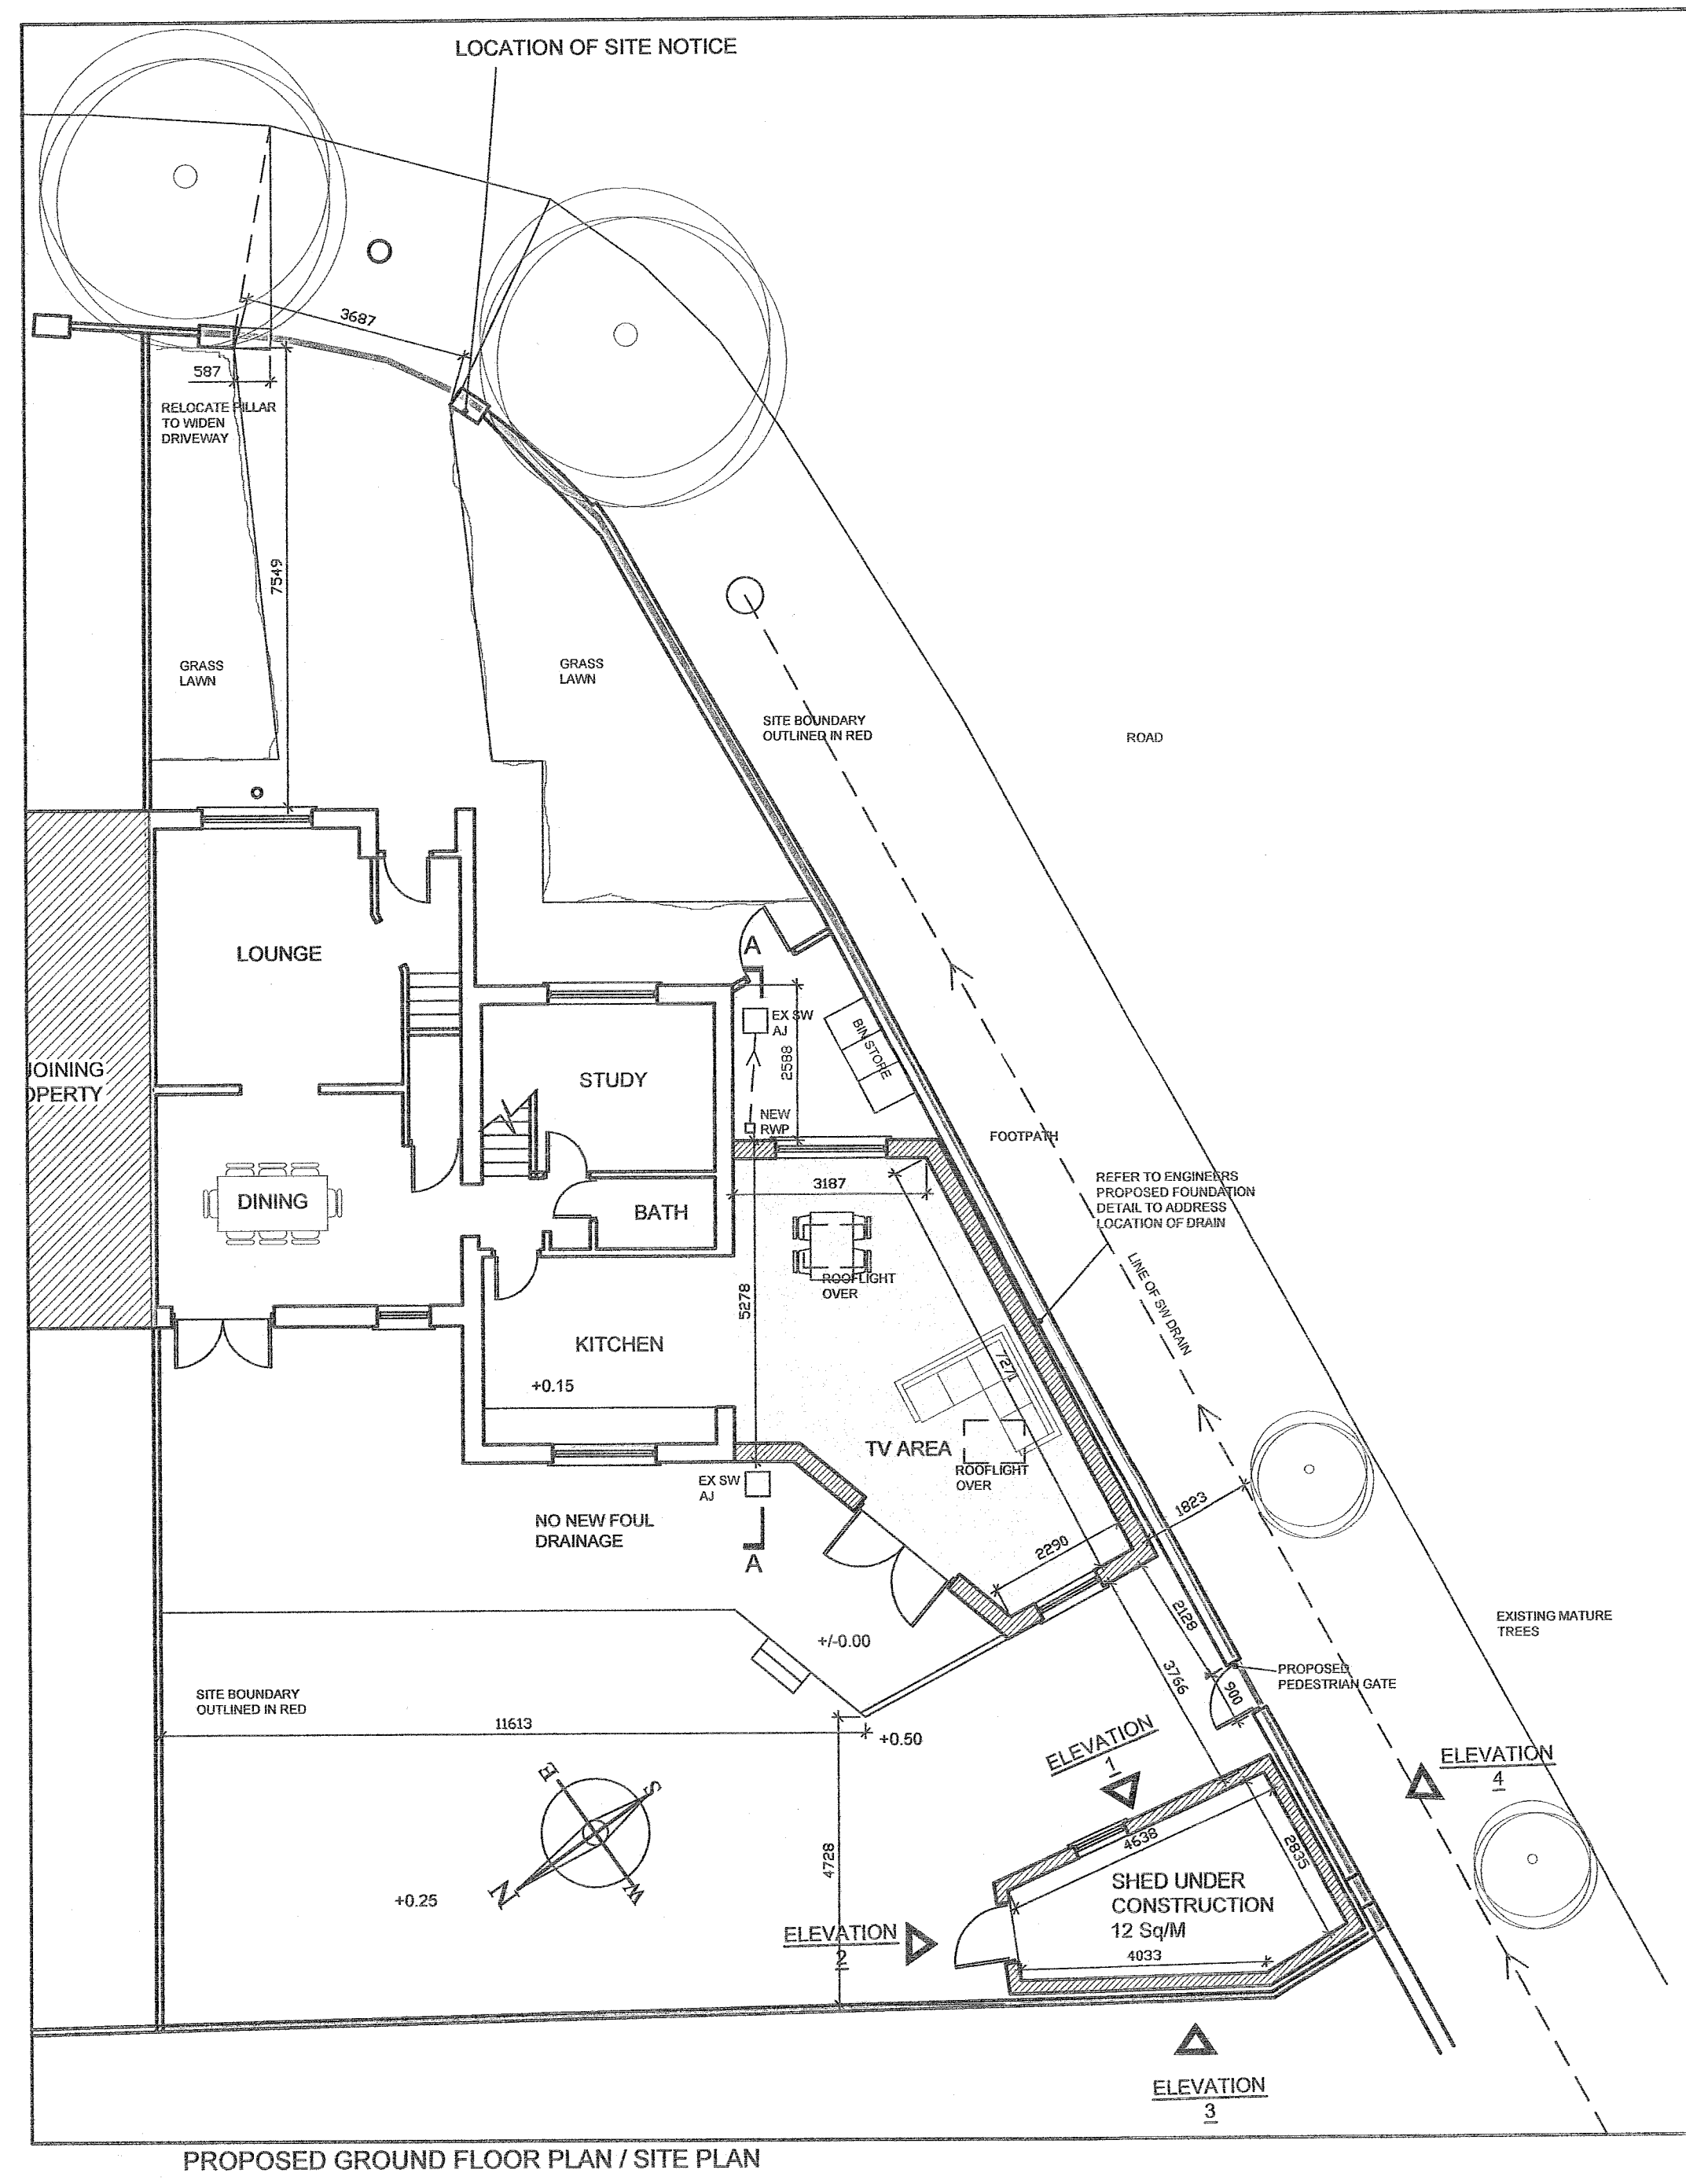 LOCATION OF SITE NOTICE
3687
587
RELOCATE PILLAR
TO WIDEN
DRIVEWAY
7549
GRASS
LAWN
GRASS
LAWN
SITE BOUNDARY
OUTLINED IN RED
ROAD
LOUNGE
A
EX SW
AJ
2588
BIN STORE
JOINING
OPERTY
STUDY
NEW
RWP
FOOTPATH
3187
REFER TO ENGINEERS
PROPOSED FOUNDATION
DETAIL TO ADDRESS
LOCATION OF DRAIN
DINING
BATH
ROOFLIGHT
OVER
5278
LINE OF SW DRAIN
KITCHEN
+0.15
7271
TV AREA
ROOFLIGHT
OVER
EX SW
AJ
1823
NO NEW FOUL
DRAINAGE
A
2290
2128
+/-0.00
EXISTING MATURE
TREES
3766
PROPOSED
PEDESTRIAN GATE
900
SITE BOUNDARY
OUTLINED IN RED
11613
+0.50
ELEVATION
1
ELEVATION
4
E
S
N
W
4728
4638
2835
+0.25
SHED UNDER
CONSTRUCTION
12 Sq/M
4033
ELEVATION
2
ELEVATION
3
PROPOSED GROUND FLOOR PLAN / SITE PLAN